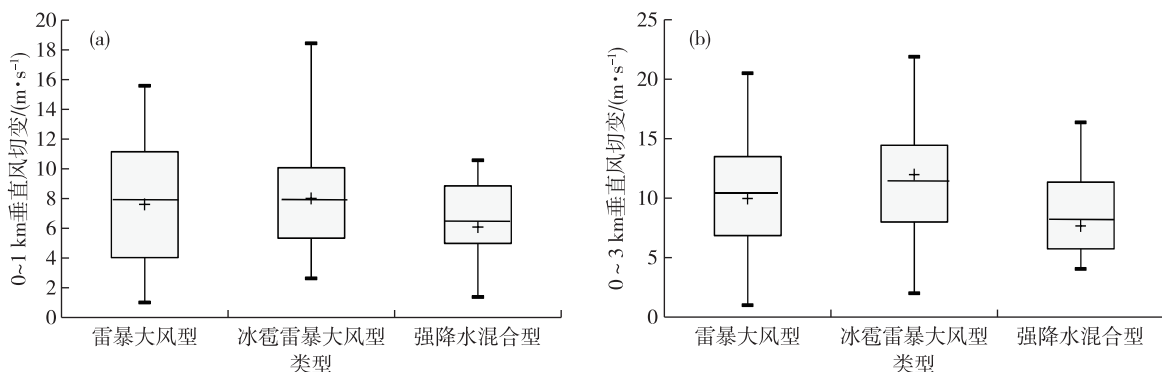 (a)
0~1 km垂直风切变/(m·s⁻¹)
20
18
16
14
12
10
8
6
4
2
0
雷暴大风型 冰雹雷暴大风型 强降水混合型
类型
(b)
0~3 km垂直风切变/(m·s⁻¹)
25
20
15
10
5
0
雷暴大风型 冰雹雷暴大风型 强降水混合型
类型